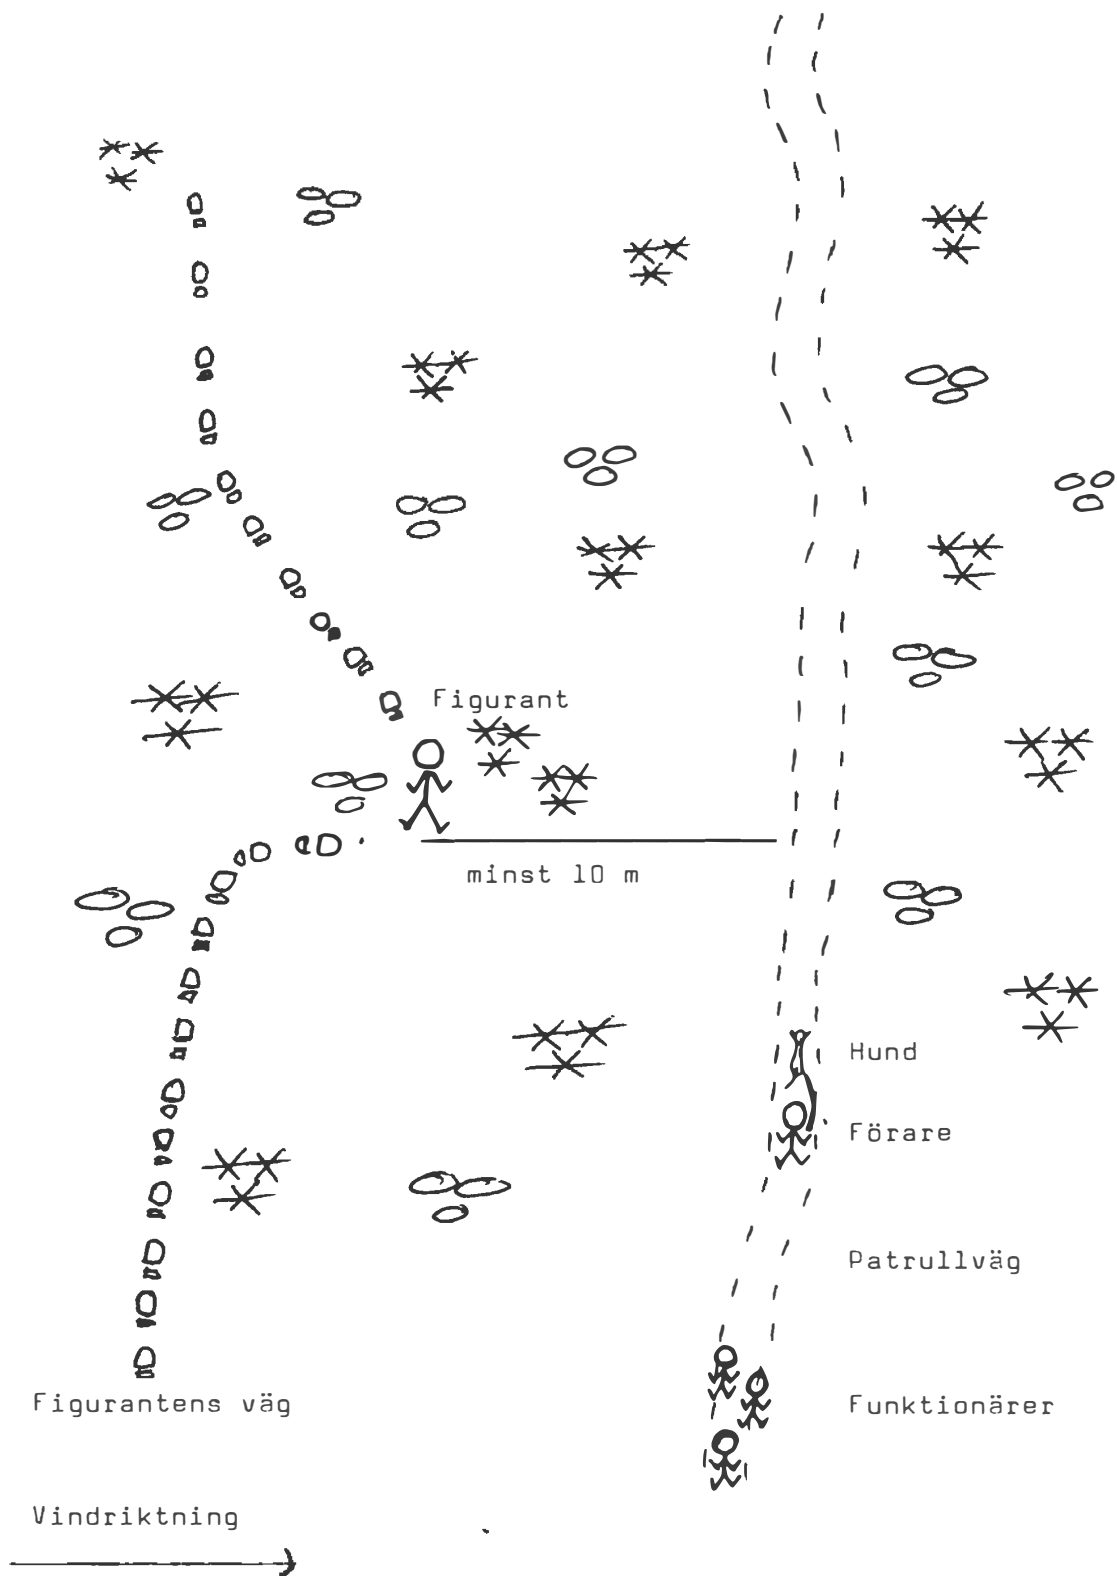 Figurant
minst 10 m
Hund
Förare
Patrullväg
Figurantens väg
Funktionärer
Vindriktning